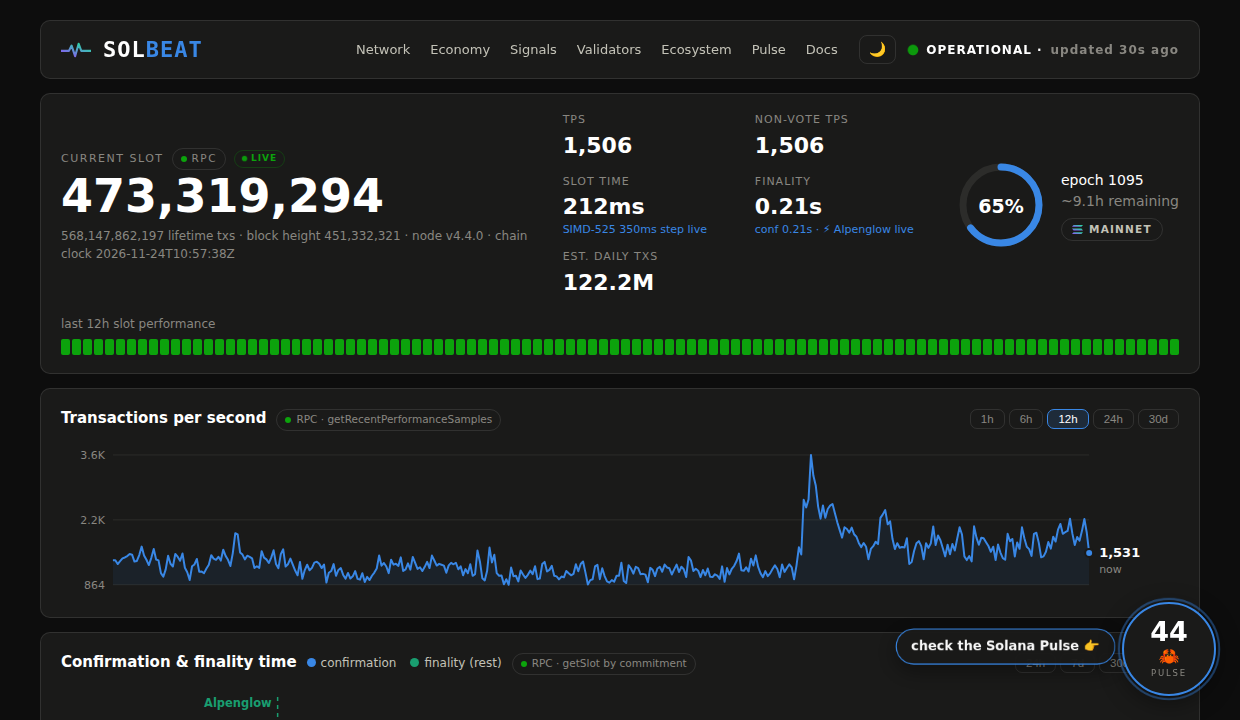 SOLBEAT
Network Economy Signals Validators Ecosystem Pulse Docs
OPERATIONAL · updated 30s ago
CURRENT SLOT RPC LIVE
473,319,294
568,147,862,197 lifetime txs · block height 451,332,321 · node v4.4.0 · chain
clock 2026-11-24T10:57:38Z
TPS
1,506
NON-VOTE TPS
1,506
SLOT TIME
212ms
SIMD-525 350ms step live
FINALITY
0.21s
conf 0.21s · ⚡ Alpenglow live
EST. DAILY TXS
122.2M
65%
epoch 1095
~9.1h remaining
MAINNET
last 12h slot performance
Transactions per second RPC · getRecentPerformanceSamples
1h 6h 12h 24h 30d
3.6K
2.2K
864
1,531
now
Confirmation & finality time confirmation finality (rest) RPC · getSlot by commitment
Alpenglow
check the Solana Pulse 👉
44
PULSE